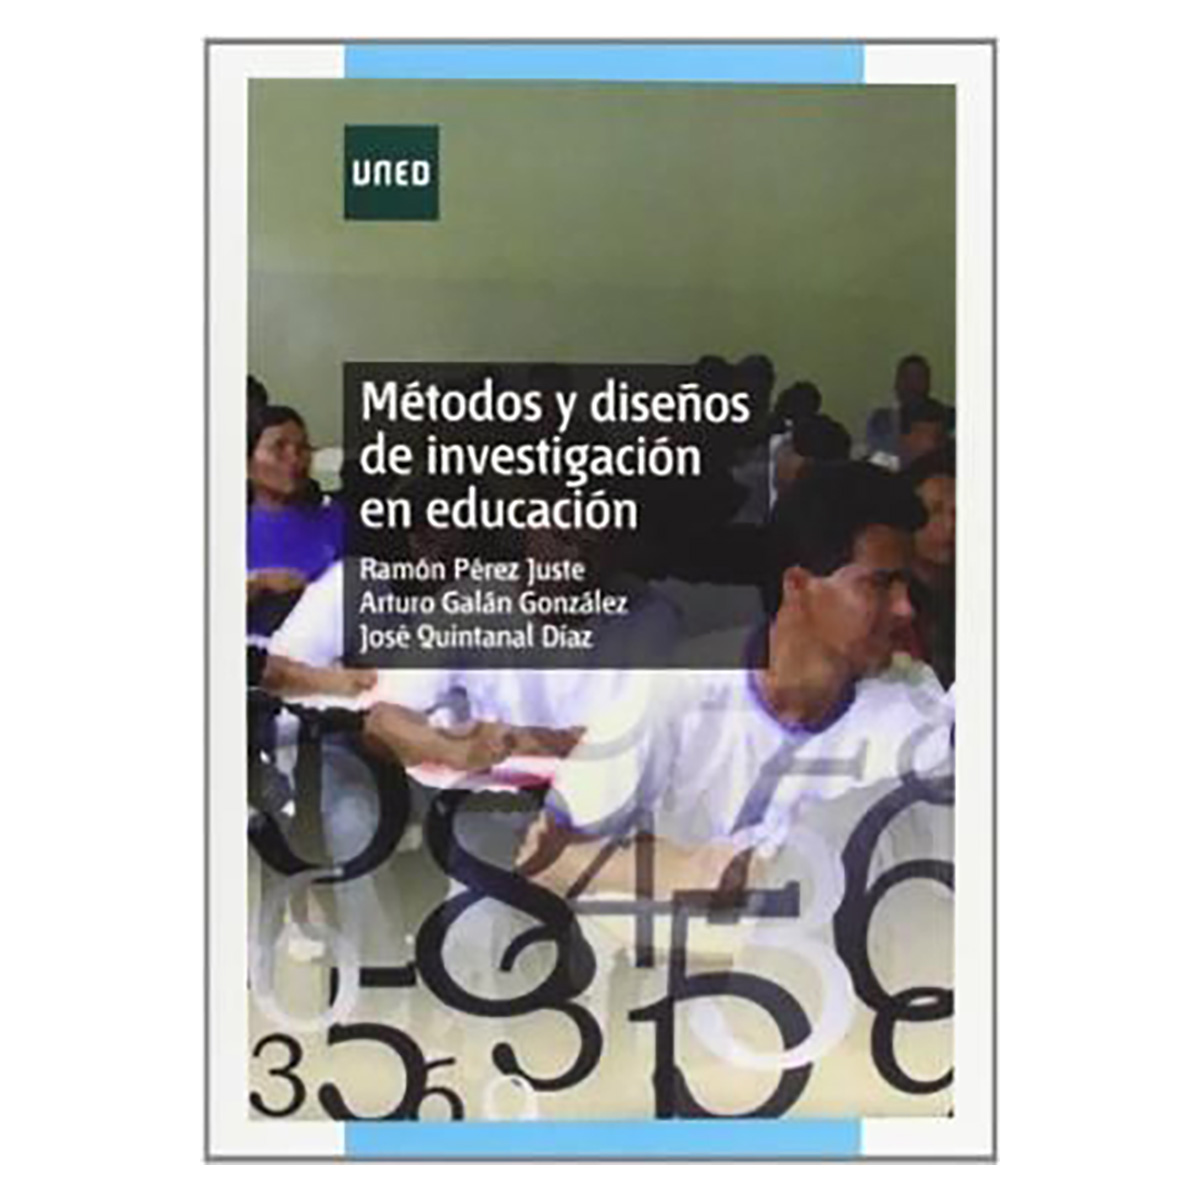 UNED
Métodos y diseños
de investigación
en educación
Ramón Pérez Juste
Arturo Galán González
José Quintanal Díaz